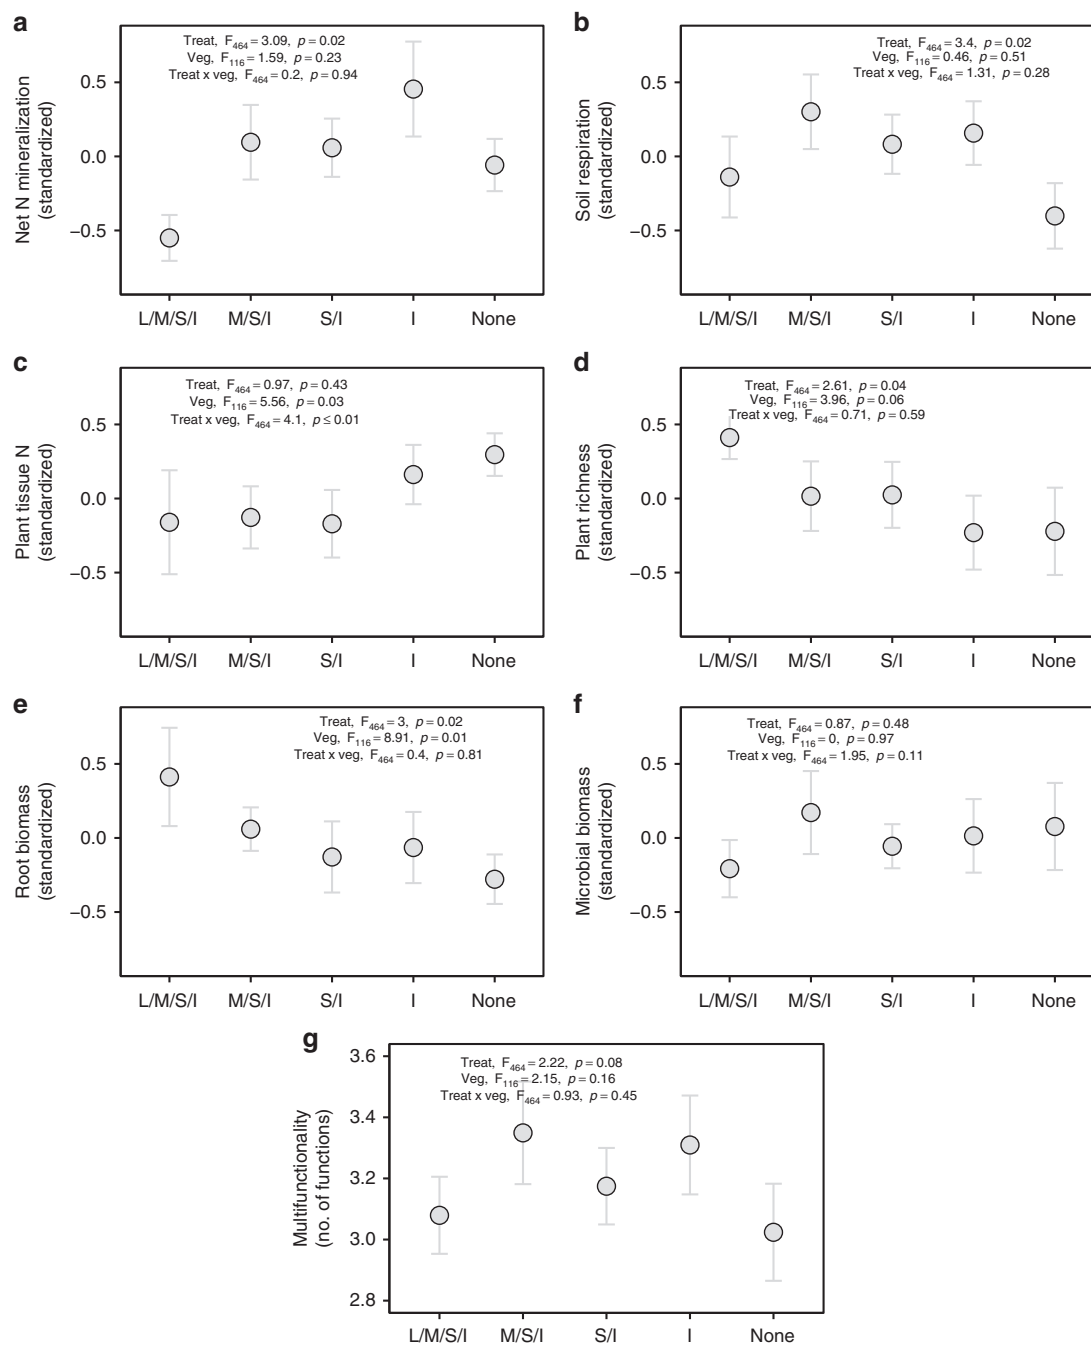 a
Treat, F464 = 3.09, p = 0.02
Veg, F116 = 1.59, p = 0.23
Treat x veg, F464 = 0.2, p = 0.94
Net N mineralization
(standardized)
0.5
0.0
−0.5
L/M/S/I M/S/I S/I I None
b
Treat, F464 = 3.4, p = 0.02
Veg, F116 = 0.46, p = 0.51
Treat x veg, F464 = 1.31, p = 0.28
Soil respiration
(standardized)
0.5
0.0
−0.5
L/M/S/I M/S/I S/I I None
c
Treat, F464 = 0.97, p = 0.43
Veg, F116 = 5.56, p = 0.03
Treat x veg, F464 = 4.1, p ≤ 0.01
Plant tissue N
(standardized)
0.5
0.0
−0.5
L/M/S/I M/S/I S/I I None
d
Treat, F464 = 2.61, p = 0.04
Veg, F116 = 3.96, p = 0.06
Treat x veg, F464 = 0.71, p = 0.59
Plant richness
(standardized)
0.5
0.0
−0.5
L/M/S/I M/S/I S/I I None
e
Treat, F464 = 3, p = 0.02
Veg, F116 = 8.91, p = 0.01
Treat x veg, F464 = 0.4, p = 0.81
Root biomass
(standardized)
0.5
0.0
−0.5
L/M/S/I M/S/I S/I I None
f
Treat, F464 = 0.87, p = 0.48
Veg, F116 = 0, p = 0.97
Treat x veg, F464 = 1.95, p = 0.11
Microbial biomass
(standardized)
0.5
0.0
−0.5
L/M/S/I M/S/I S/I I None
g
Treat, F464 = 2.22, p = 0.08
Veg, F116 = 2.15, p = 0.16
Treat x veg, F464 = 0.93, p = 0.45
Multifunctionality
(no. of functions)
3.6
3.4
3.2
3.0
2.8
L/M/S/I M/S/I S/I I None